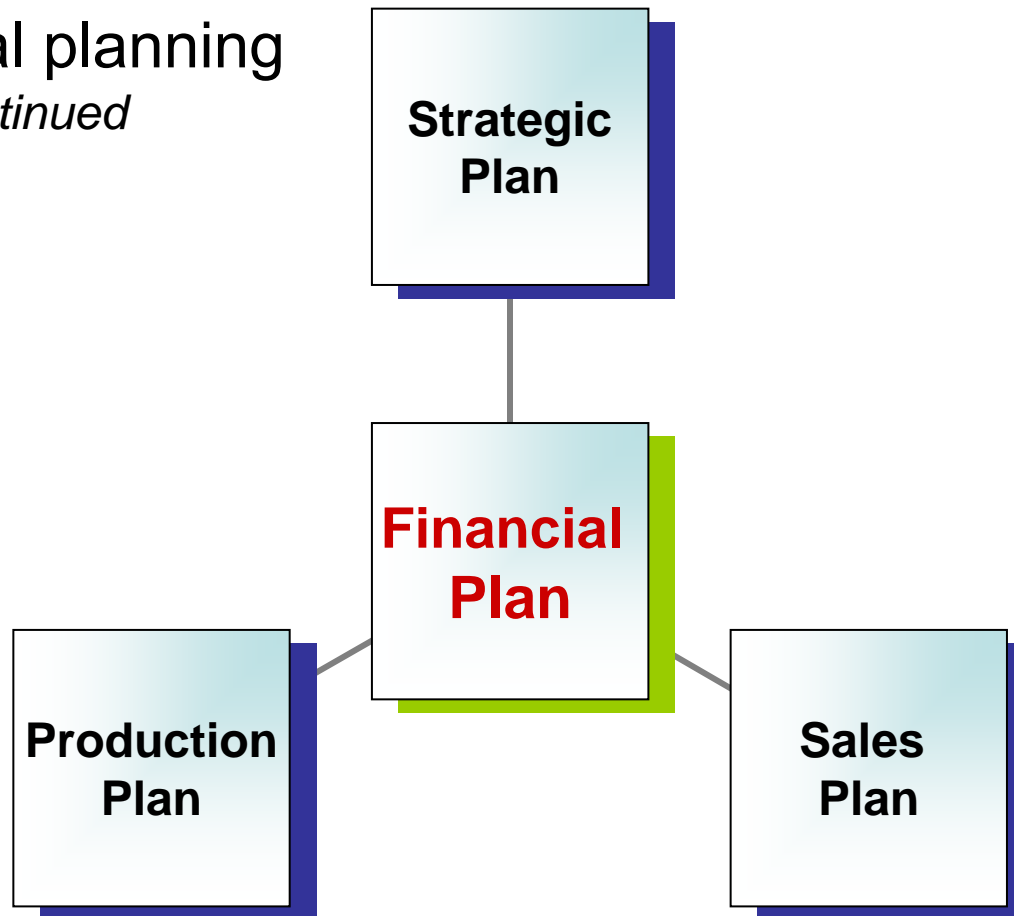 al planning
tinued
Strategic
Plan
Financial
Plan
Production
Plan
Sales
Plan